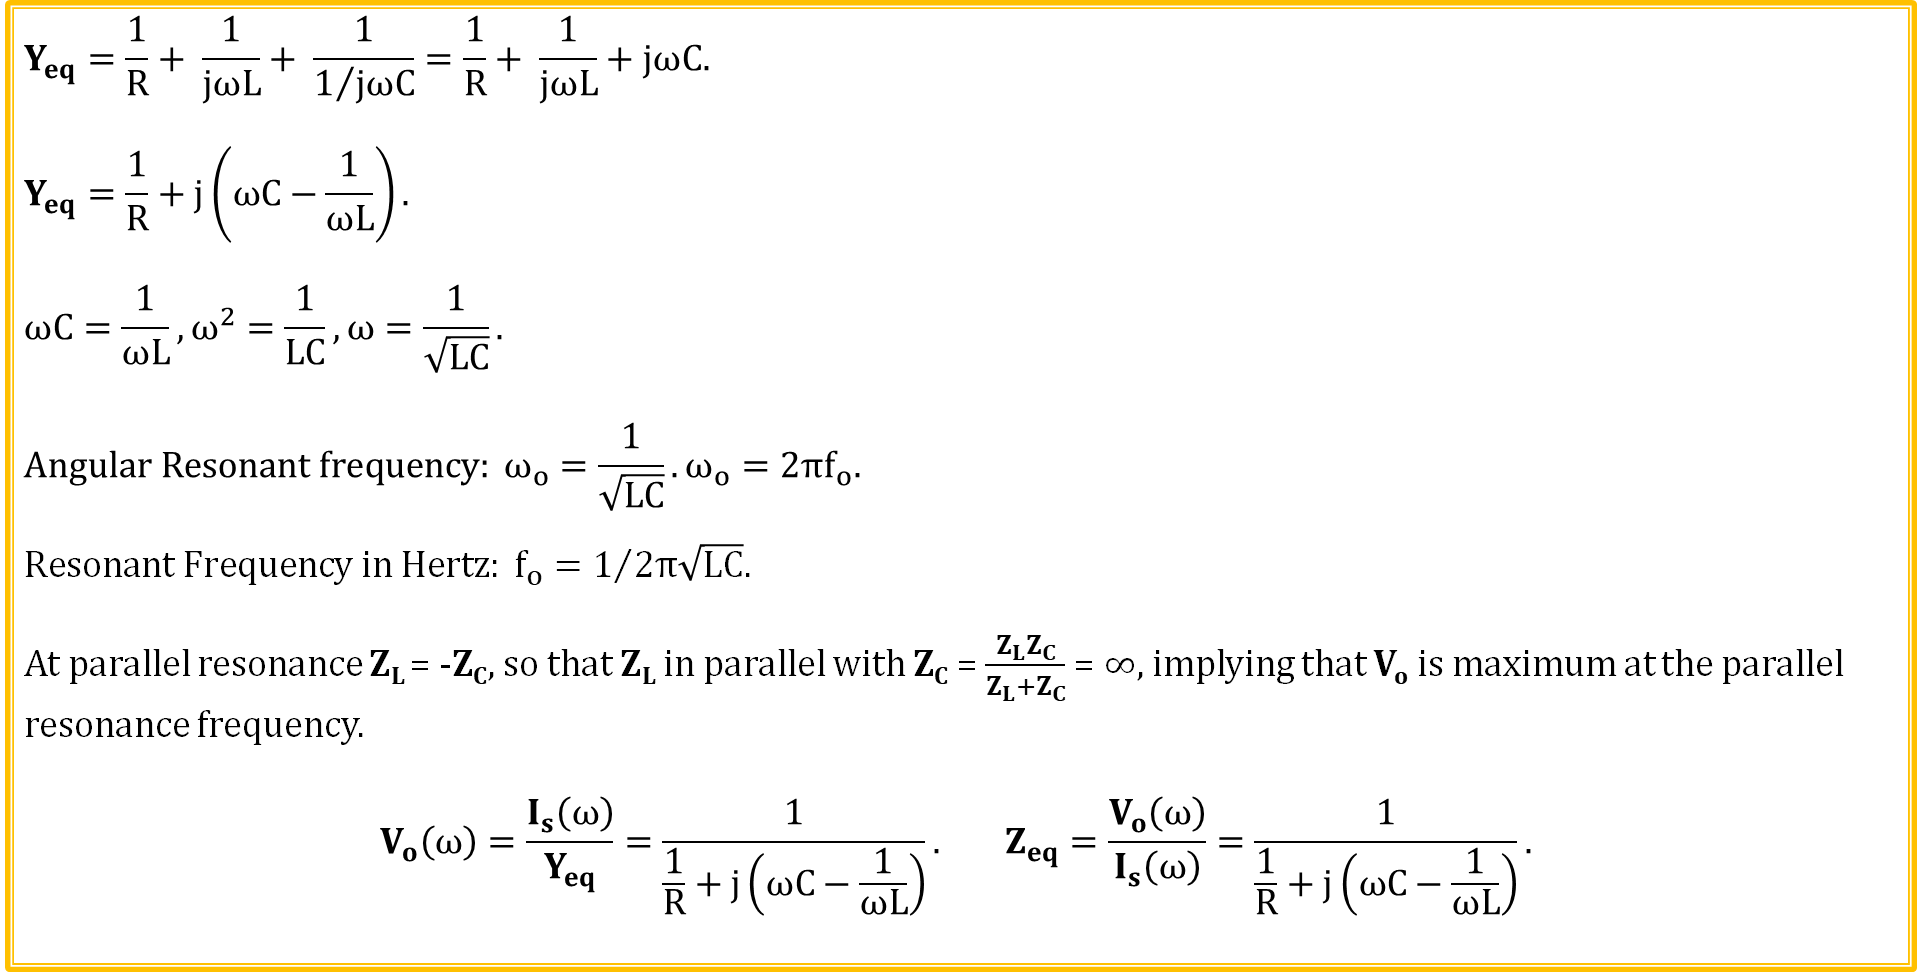 Y_eq = 1/R + 1/jωL + 1/(1/jωC) = 1/R + 1/jωL + jωC.
Y_eq = 1/R + j(ωC − 1/ωL).
ωC = 1/ωL, ω² = 1/LC, ω = 1/√LC.
Angular Resonant frequency: ω_o = 1/√LC. ω_o = 2πf_o.
Resonant Frequency in Hertz: f_o = 1/2π√LC.
At parallel resonance Z_L = -Z_C, so that Z_L in parallel with Z_C = Z_L Z_C/(Z_L+Z_C) = ∞, implying that V_o is maximum at the parallel
resonance frequency.
V_o(ω) = I_s(ω)/Y_eq = 1/(1/R + j(ωC − 1/ωL)). Z_eq = V_o(ω)/I_s(ω) = 1/(1/R + j(ωC − 1/ωL)).